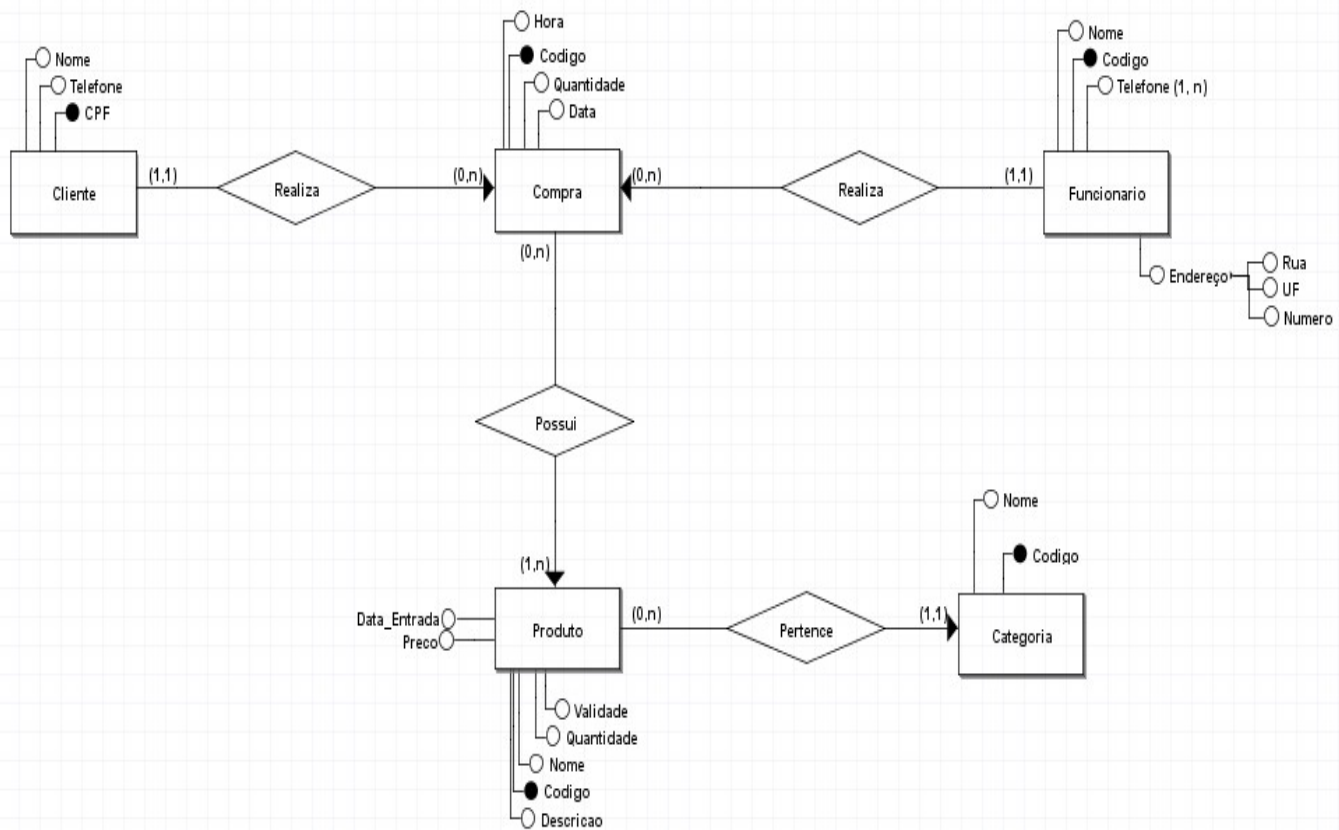 Hora
Nome
Codigo
Quantidade
Data
Nome
Telefone
CPF
Codigo
Telefone (1, n)
Cliente
(1,1)
Realiza
(0,n)
Compra
(0,n)
Realiza
(1,1)
Funcionario
(0,n)
Endereço
Rua
UF
Numero
Possui
(1,n)
Nome
Codigo
Data_Entrada
Preco
Produto
(0,n)
Pertence
(1,1)
Categoria
Validade
Quantidade
Nome
Codigo
Descricao